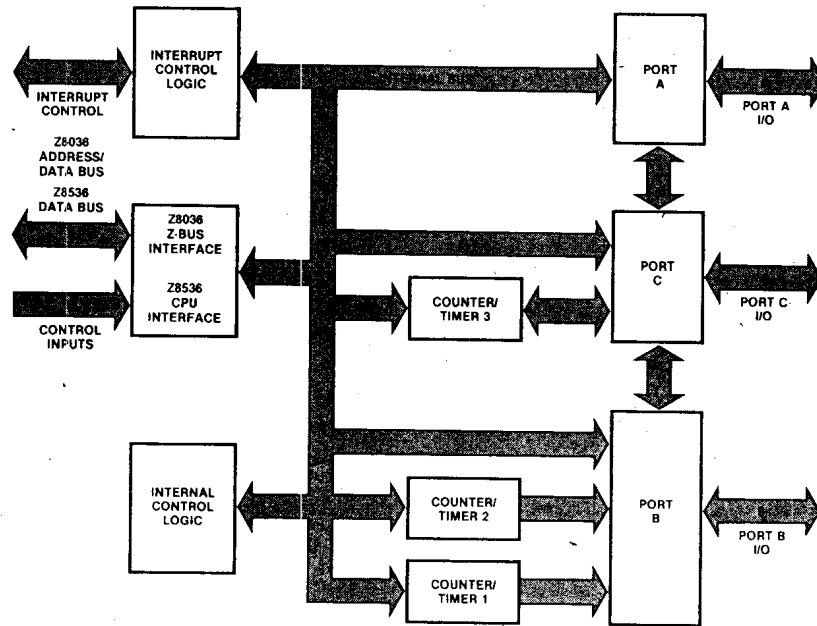 INTERRUPT
CONTROL
LOGIC
INTERRUPT
CONTROL
INTERNAL BUS
PORT
A
PORT A
I/O
Z8036
ADDRESS/
DATA BUS
Z8536
DATA BUS
Z8036
Z-BUS
INTERFACE
Z8536
CPU
INTERFACE
CONTROL
INPUTS
PORT
C
PORT C
I/O
COUNTER/
TIMER 3
INTERNAL
CONTROL
LOGIC
COUNTER/
TIMER 2
COUNTER/
TIMER 1
PORT
B
PORT B
I/O